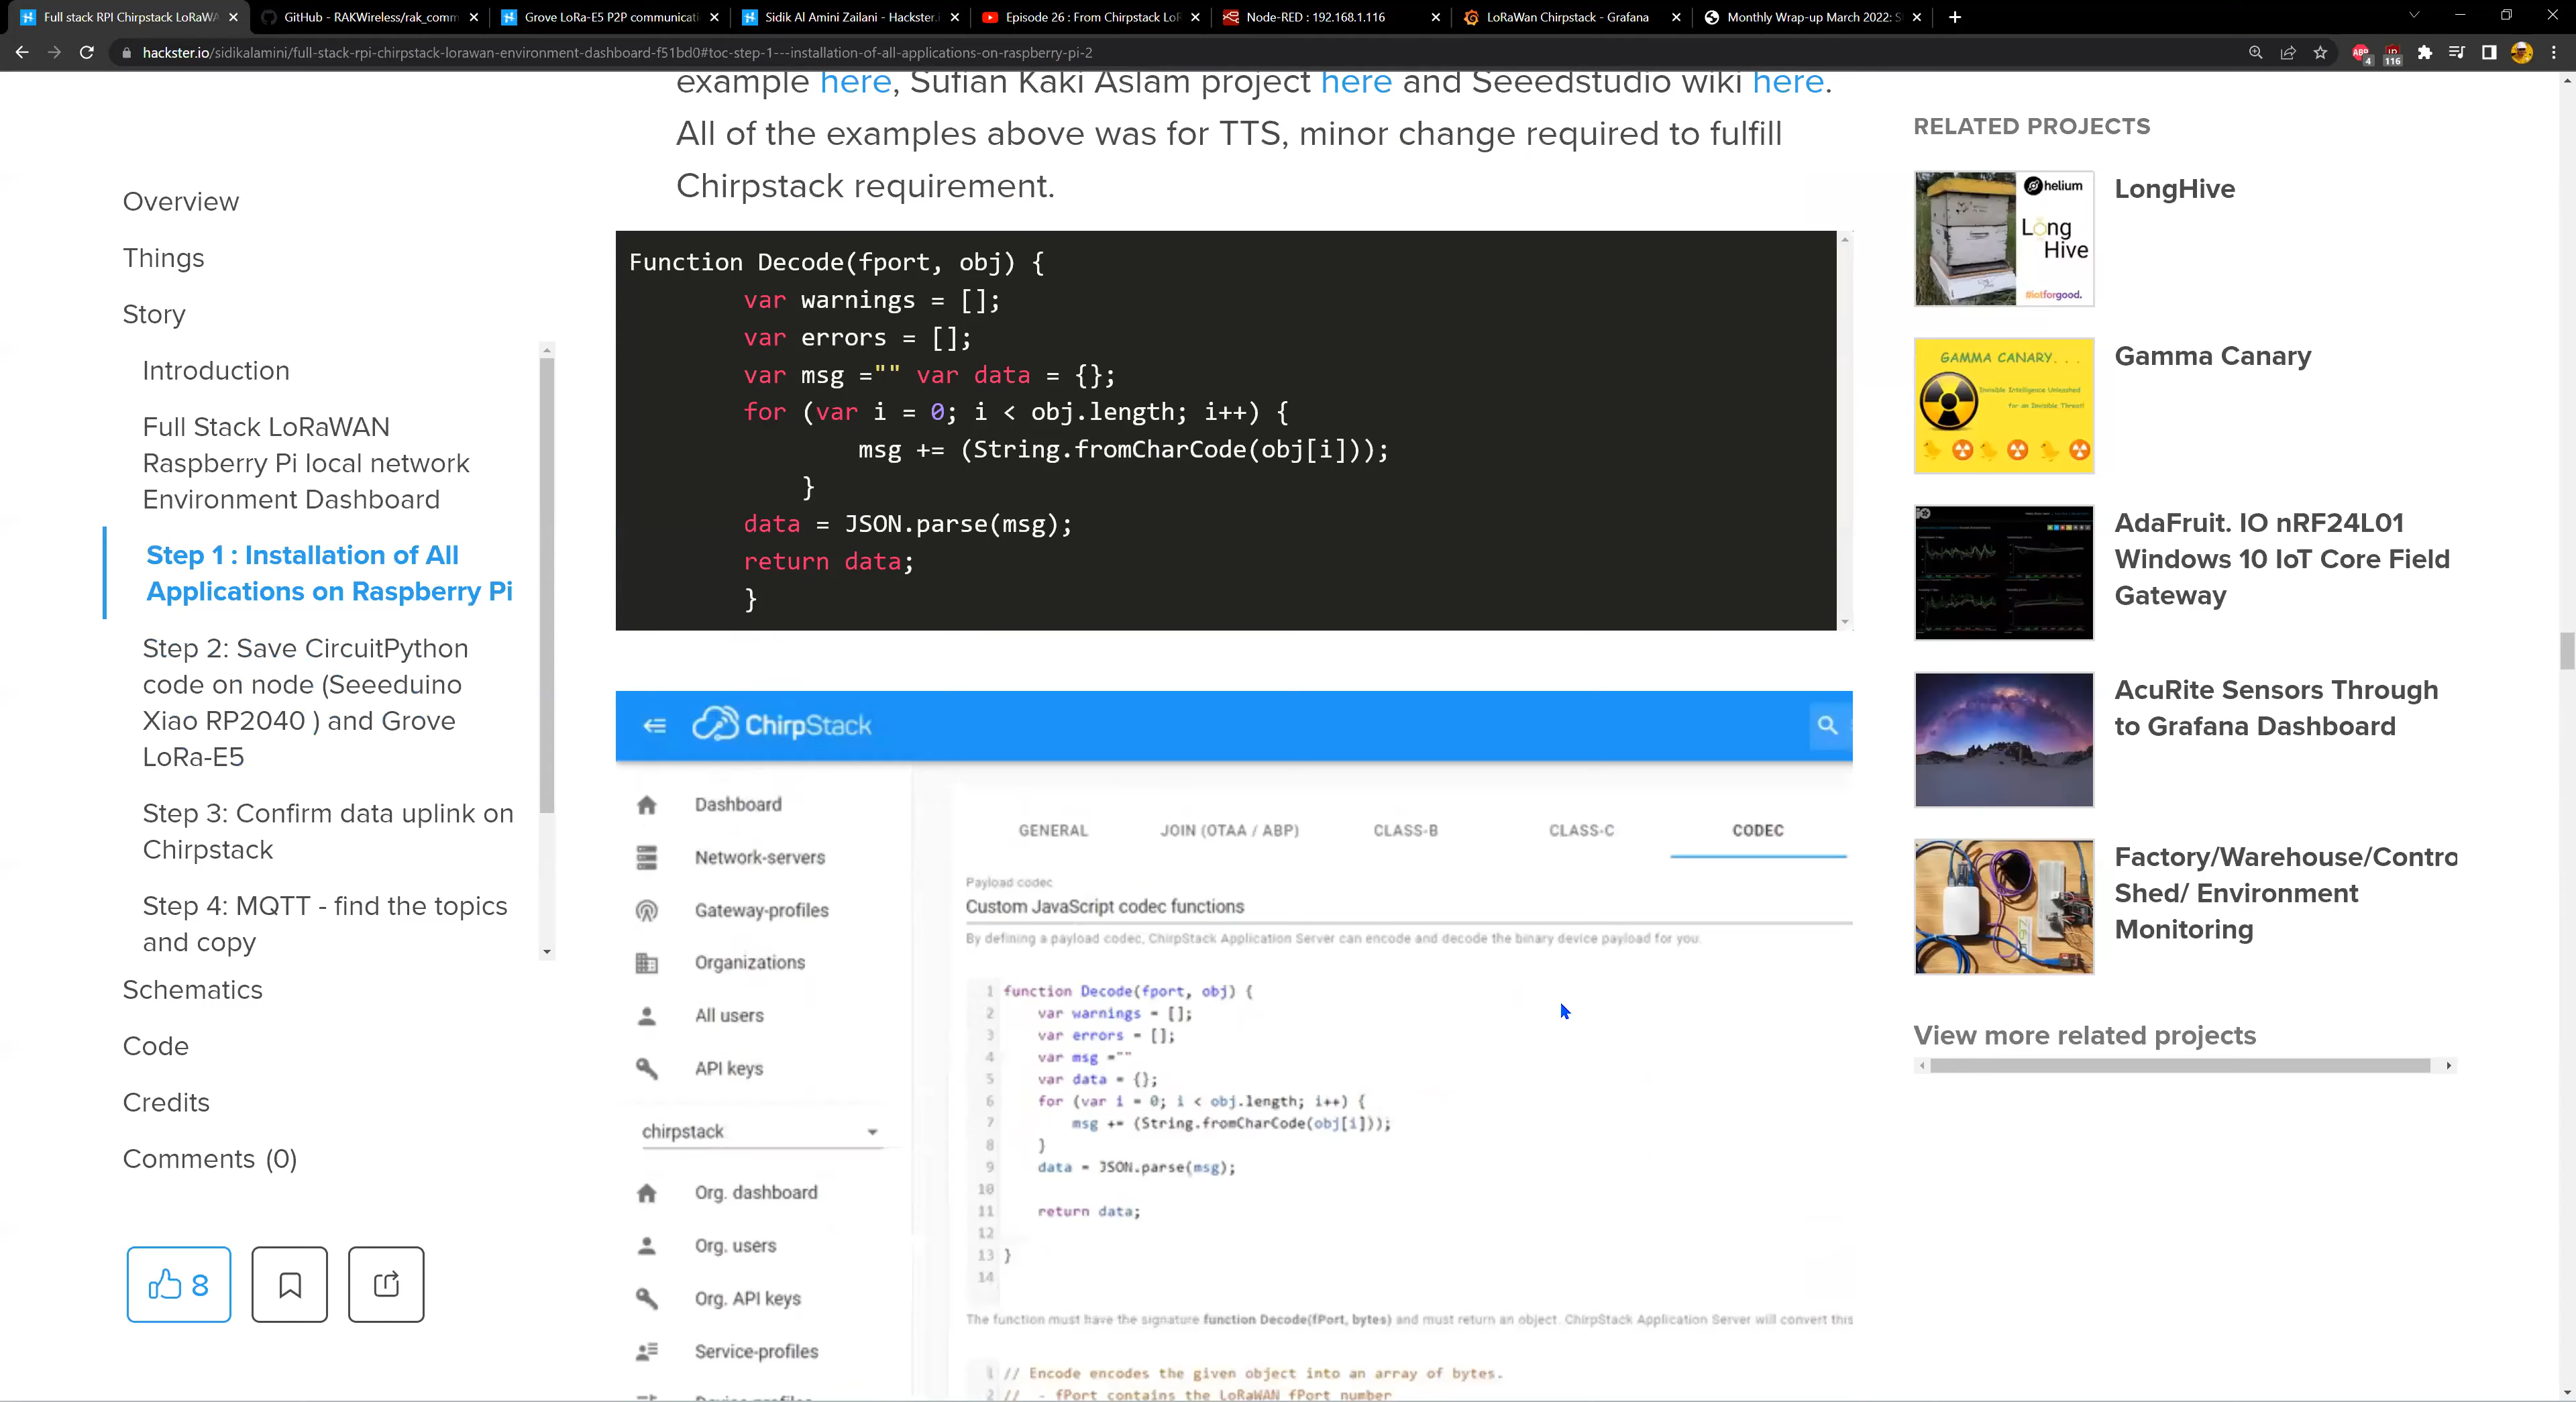 Full stack RPI Chirpstack LoRaWA
GitHub - RAKWireless/rak_comm
Grove LoRa-E5 P2P communicati
Sidik Al Amini Zailani - Hackster.i
Episode 26 : From Chirpstack LoR
Node-RED : 192.168.1.116
LoRaWan Chirpstack - Grafana
Monthly Wrap-up March 2022: S
hackster.io/sidikalamini/full-stack-rpi-chirpstack-lorawan-environment-dashboard-f51bd0#toc-step-1---installation-of-all-applications-on-raspberry-pi-2
ABP
4
116
Overview
Things
Story
Introduction
Full Stack LoRaWAN
Raspberry Pi local network
Environment Dashboard
Step 1 : Installation of All
Applications on Raspberry Pi
Step 2: Save CircuitPython
code on node (Seeeduino
Xiao RP2040 ) and Grove
LoRa-E5
Step 3: Confirm data uplink on
Chirpstack
Step 4: MQTT - find the topics
and copy
Schematics
Code
Credits
Comments (0)
8
example here, Sufian Kaki Aslam project here and Seeedstudio wiki here.
All of the examples above was for TTS, minor change required to fulfill
Chirpstack requirement.
Function Decode(fport, obj) {
var warnings = [];
var errors = [];
var msg ="" var data = {};
for (var i = 0; i < obj.length; i++) {
msg += (String.fromCharCode(obj[i]));
}
data = JSON.parse(msg);
return data;
}
ChirpStack
Dashboard
Network-servers
Gateway-profiles
Organizations
All users
API keys
chirpstack
Org. dashboard
Org. users
Org. API keys
Service-profiles
GENERAL
JOIN (OTAA / ABP)
CLASS-B
CLASS-C
CODEC
Payload codec
Custom JavaScript codec functions
By defining a payload codec, ChirpStack Application Server can encode and decode the binary device payload for you.
1 function Decode(fport, obj) {
2 var warnings = [];
3 var errors = [];
4 var msg =""
5 var data = {};
6 for (var i = 0; i < obj.length; i++) {
7 msg += (String.fromCharCode(obj[i]));
8 }
9 data = JSON.parse(msg);
10
11 return data;
12
13 }
14
The function must have the signature function Decode(fPort, bytes) and must return an object. ChirpStack Application Server will convert this
1 // Encode encodes the given object into an array of bytes.
2 // - fPort contains the LoRaWAN fPort number
RELATED PROJECTS
helium
Long
Hive
#iotforgood.
LongHive
GAMMA CANARY. . .
Invisible Intelligence Unleashed
for an Invisible Threat!
Gamma Canary
AdaFruit. IO nRF24L01
Windows 10 IoT Core Field
Gateway
AcuRite Sensors Through
to Grafana Dashboard
Factory/Warehouse/Contro
Shed/ Environment
Monitoring
View more related projects